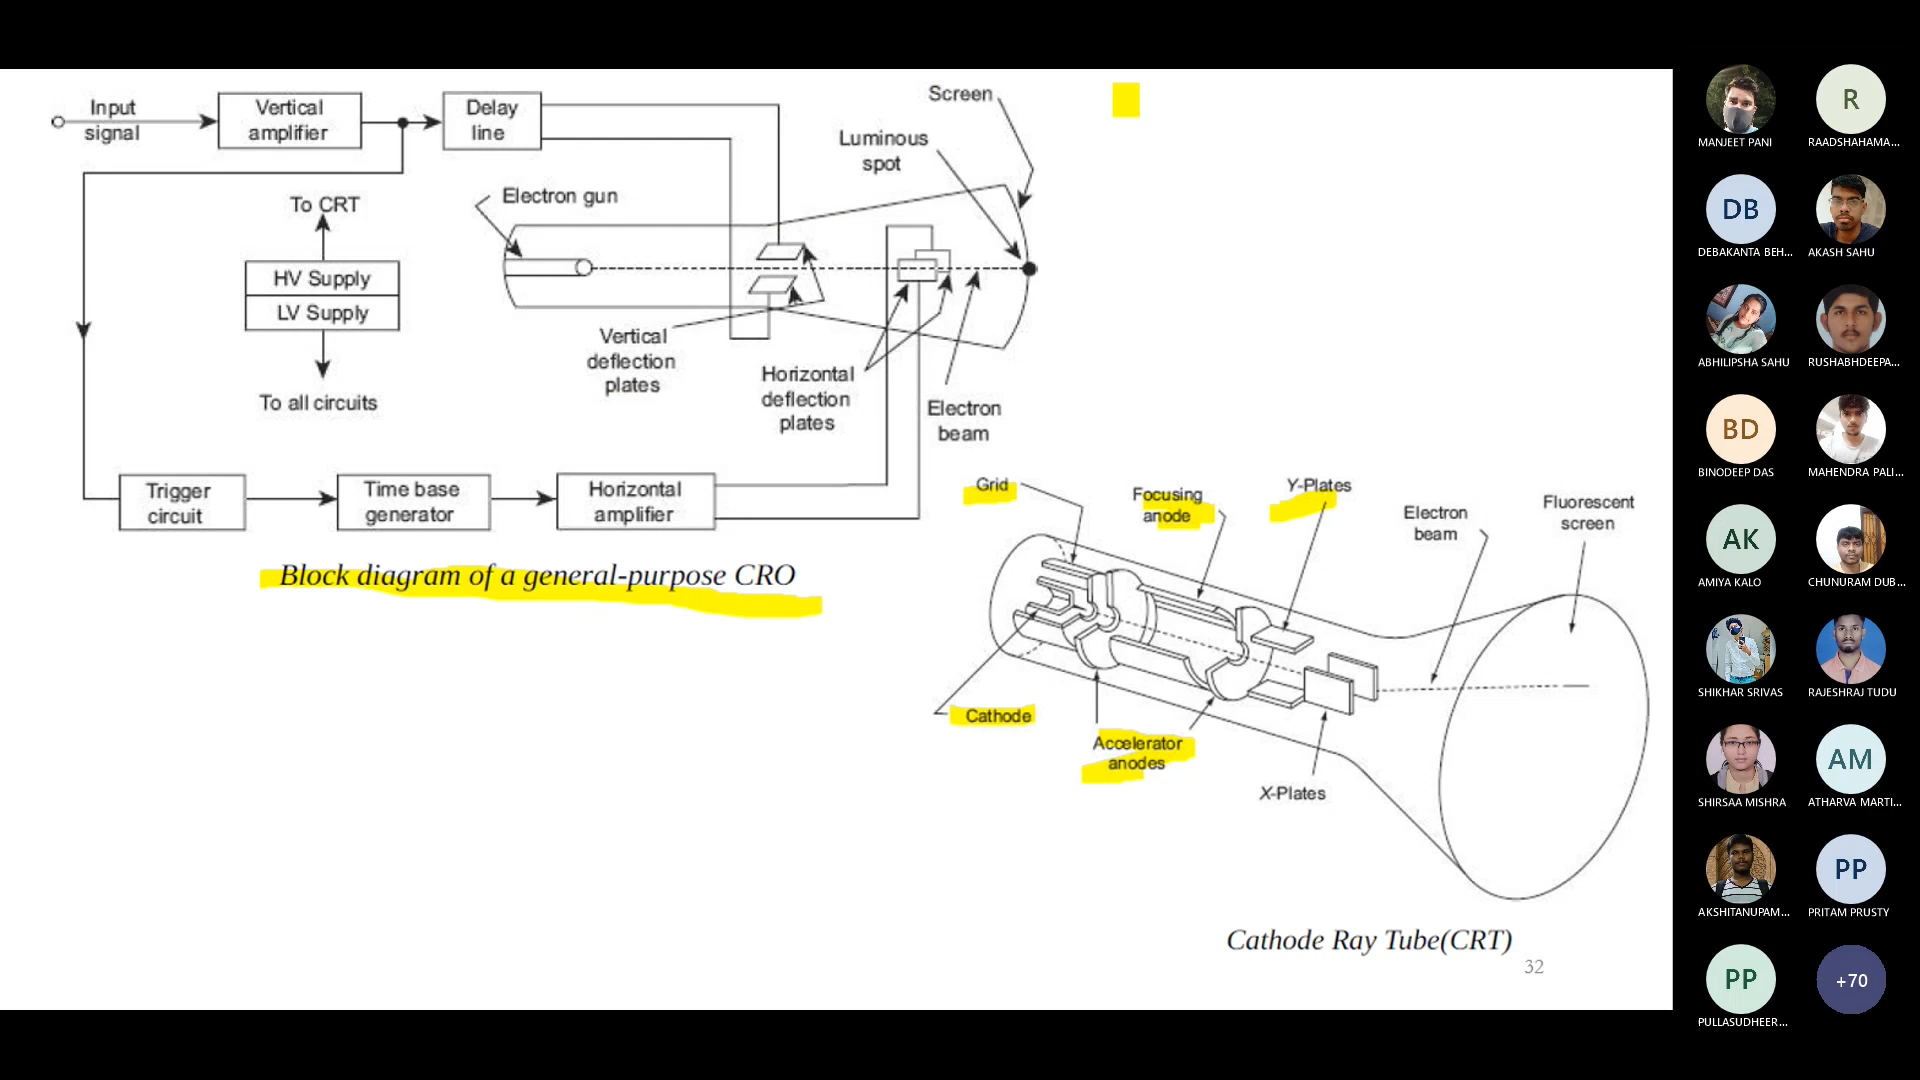 Input
signal
Vertical
amplifier
Delay
line
Screen
Luminous
spot
Electron gun
To CRT
HV Supply
LV Supply
To all circuits
Vertical
deflection
plates
Horizontal
deflection
plates
Electron
beam
Trigger
circuit
Time base
generator
Horizontal
amplifier
Block diagram of a general-purpose CRO
Grid
Focusing
anode
Y-Plates
Electron
beam
Fluorescent
screen
Cathode
Accelerator
anodes
X-Plates
Cathode Ray Tube(CRT)
32
R
MANJEET PANI
RAADSHAHAMA...
DB
DEBAKANTA BEH...
AKASH SAHU
ABHILIPSHA SAHU
RUSHABHDEEPA...
BD
BINODEEP DAS
MAHENDRA PALI...
AK
AMIYA KALO
CHUNURAM DUB...
SHIKHAR SRIVAS
RAJESHRAJ TUDU
AM
SHIRSAA MISHRA
ATHARVA MARTI...
PP
AKSHITANUPAM...
PRITAM PRUSTY
PP
+70
PULLASUDHEER...